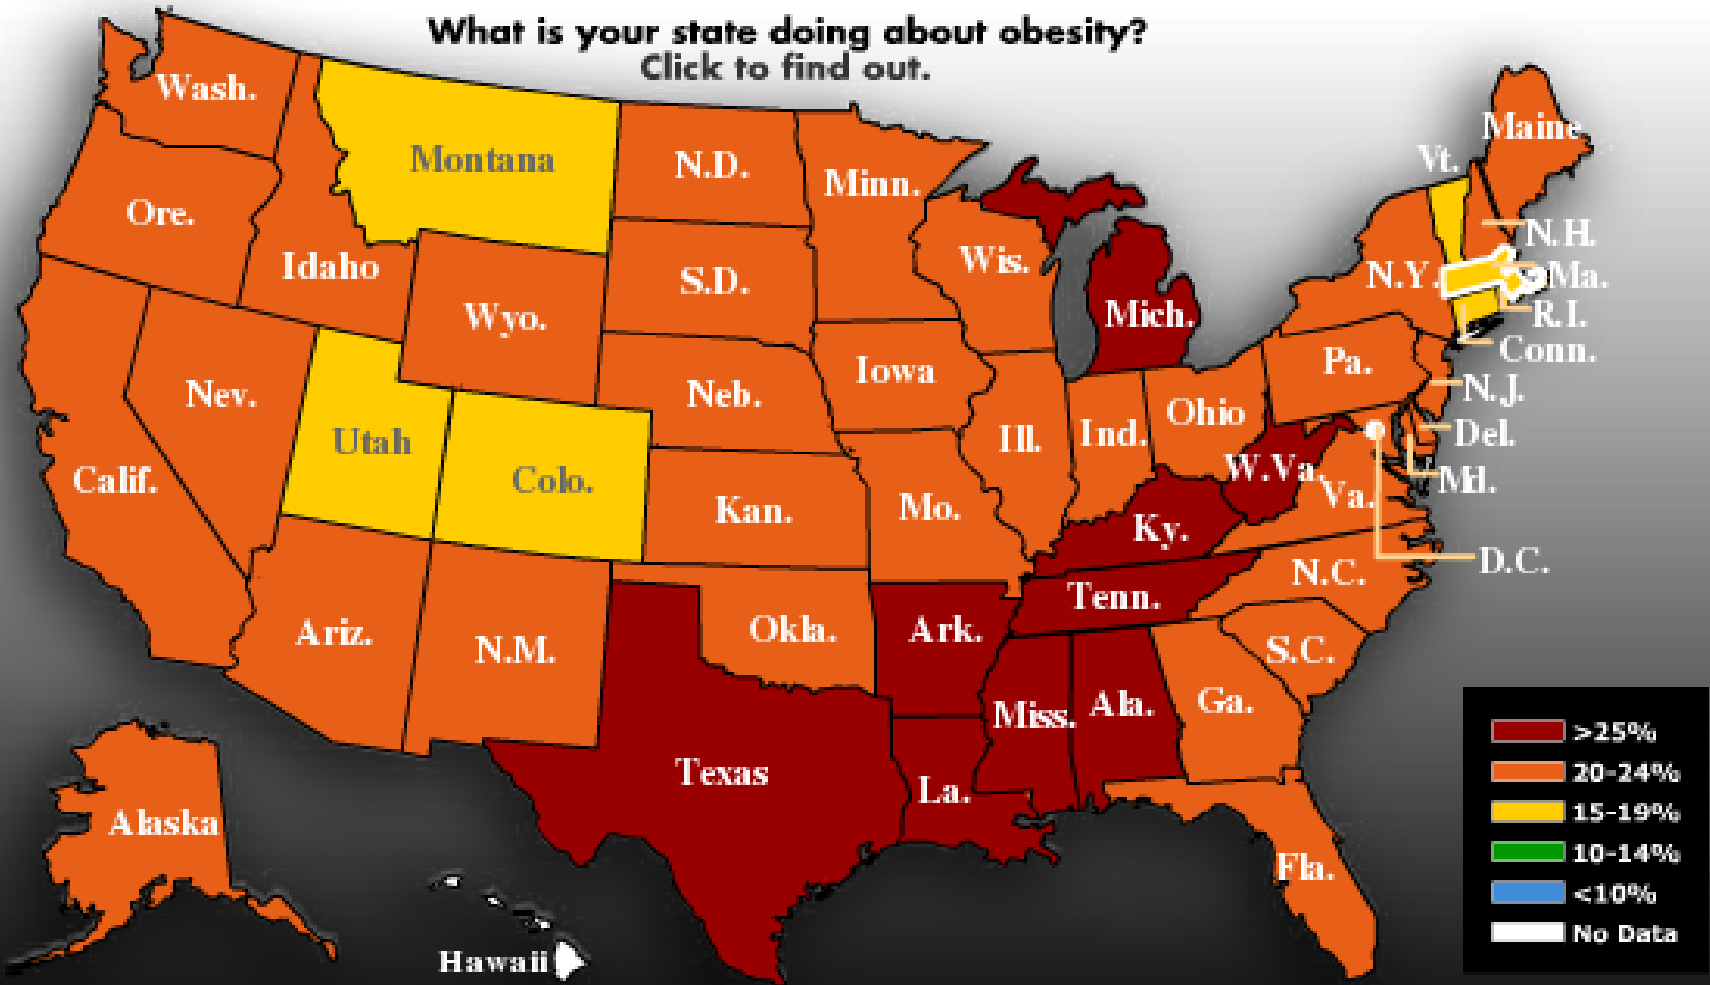 What is your state doing about obesity?
Click to find out.
Wash.
Montana
N.D.
Minn.
Maine
Vt.
Ore.
Idaho
S.D.
Wis.
N.H.
N.Y.
Ma.
Wyo.
Mich.
R.I.
Conn.
Pa.
Iowa
Nev.
Neb.
N.J.
Utah
Ohio
Ill.
Ind.
Del.
Calif.
Colo.
W.Va.
Va.
Md.
Kan.
Mo.
Ky.
D.C.
N.C.
Tenn.
Ariz.
N.M.
Okla.
Ark.
S.C.
Miss.
Ala.
Ga.
Texas
La.
Alaska
Fla.
Hawaii
>25%
20-24%
15-19%
10-14%
<10%
No Data